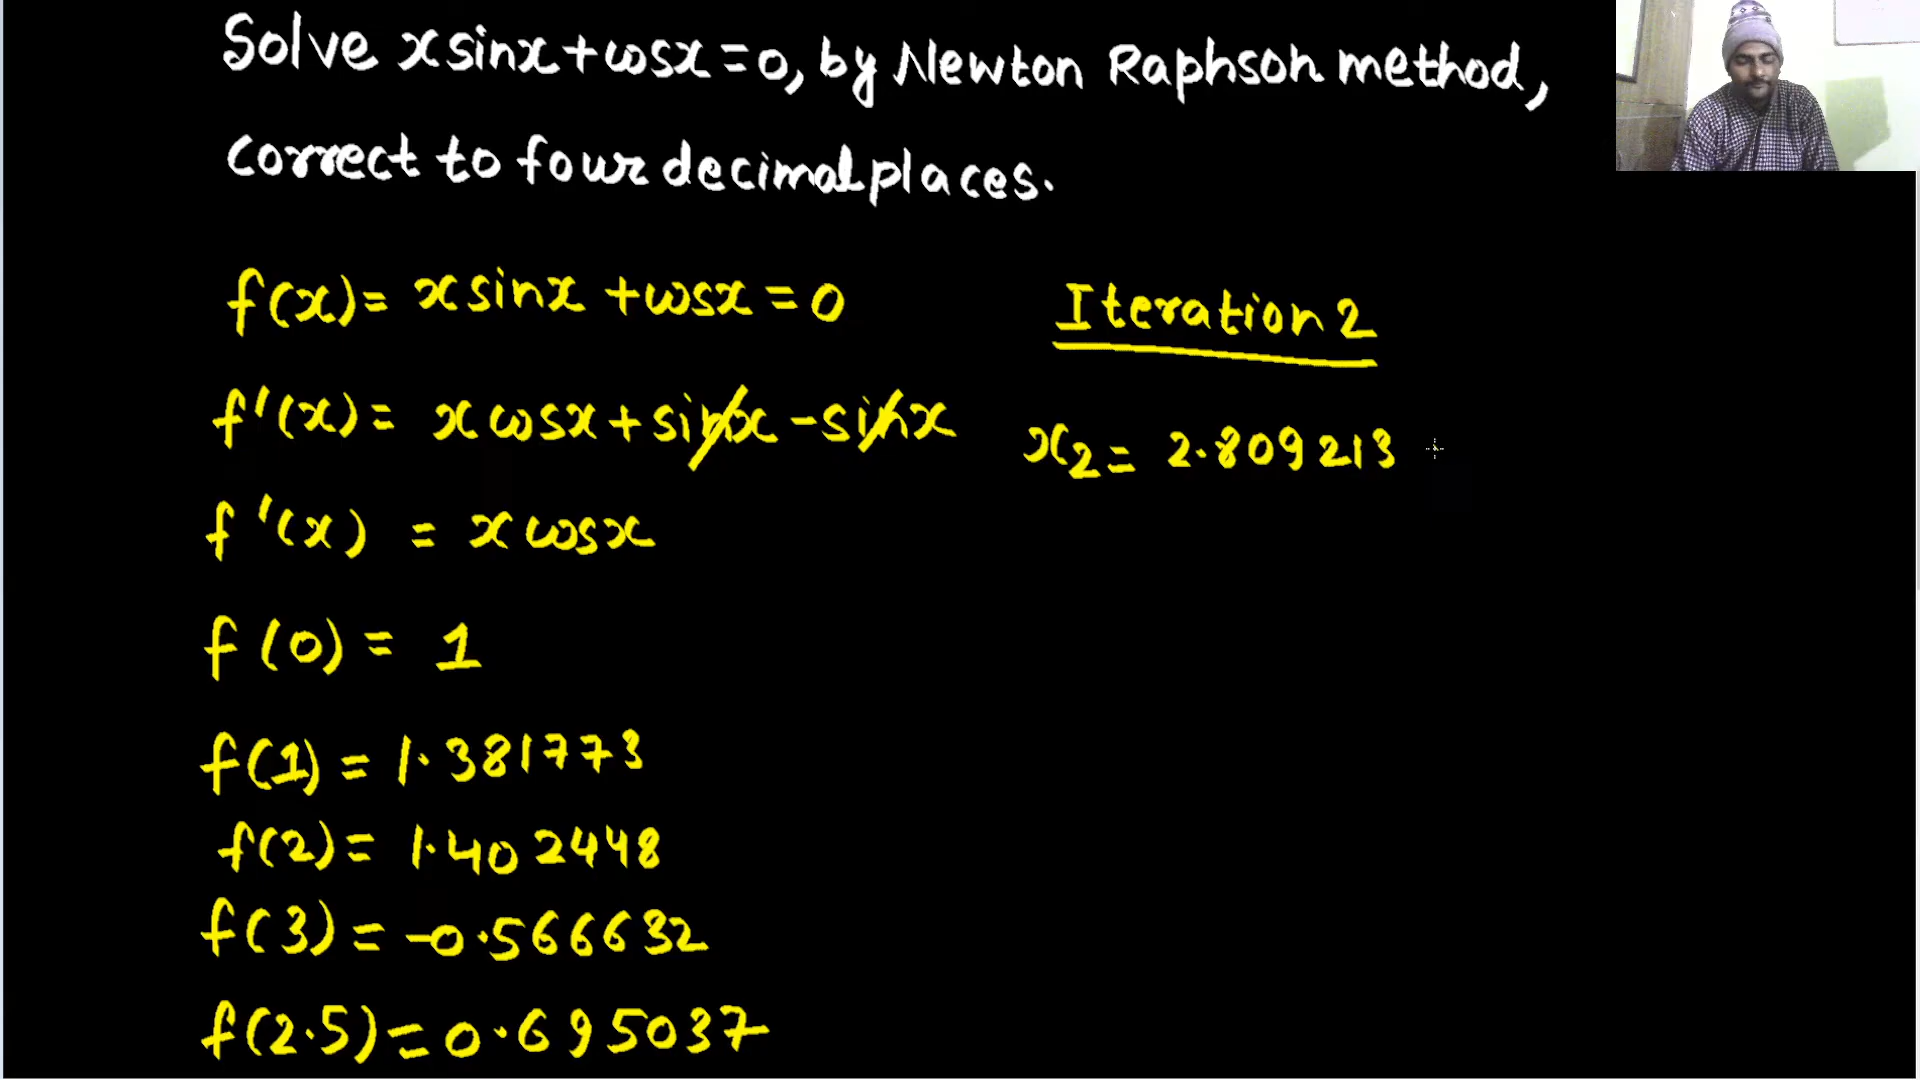 Solve xsinx+cosx=0, by Newton Raphson method,
correct to four decimal places.
f(x)= xsinx +cosx =0
f'(x)= xcosx+sinx-sinx
f'(x) = xcosx
f(0)= 1
f(1)=1.381773
f(2)= 1.402448
f(3)=-0.566632
f(2.5)=0.695037
Iteration 2
x₂= 2.809213